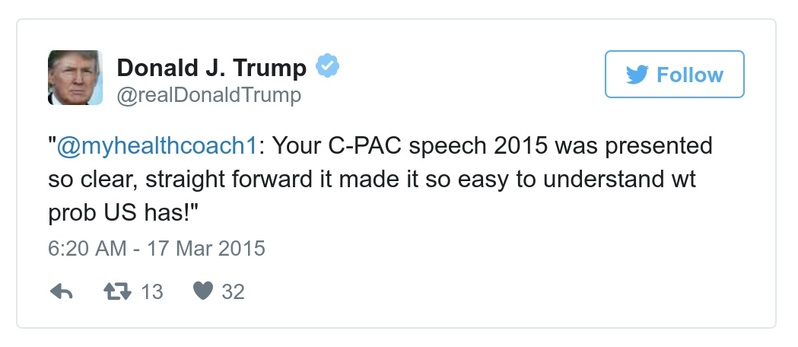 Donald J. Trump
@realDonaldTrump
Follow
"@myhealthcoach1: Your C-PAC speech 2015 was presented
so clear, straight forward it made it so easy to understand wt
prob US has!"
6:20 AM - 17 Mar 2015
13 32